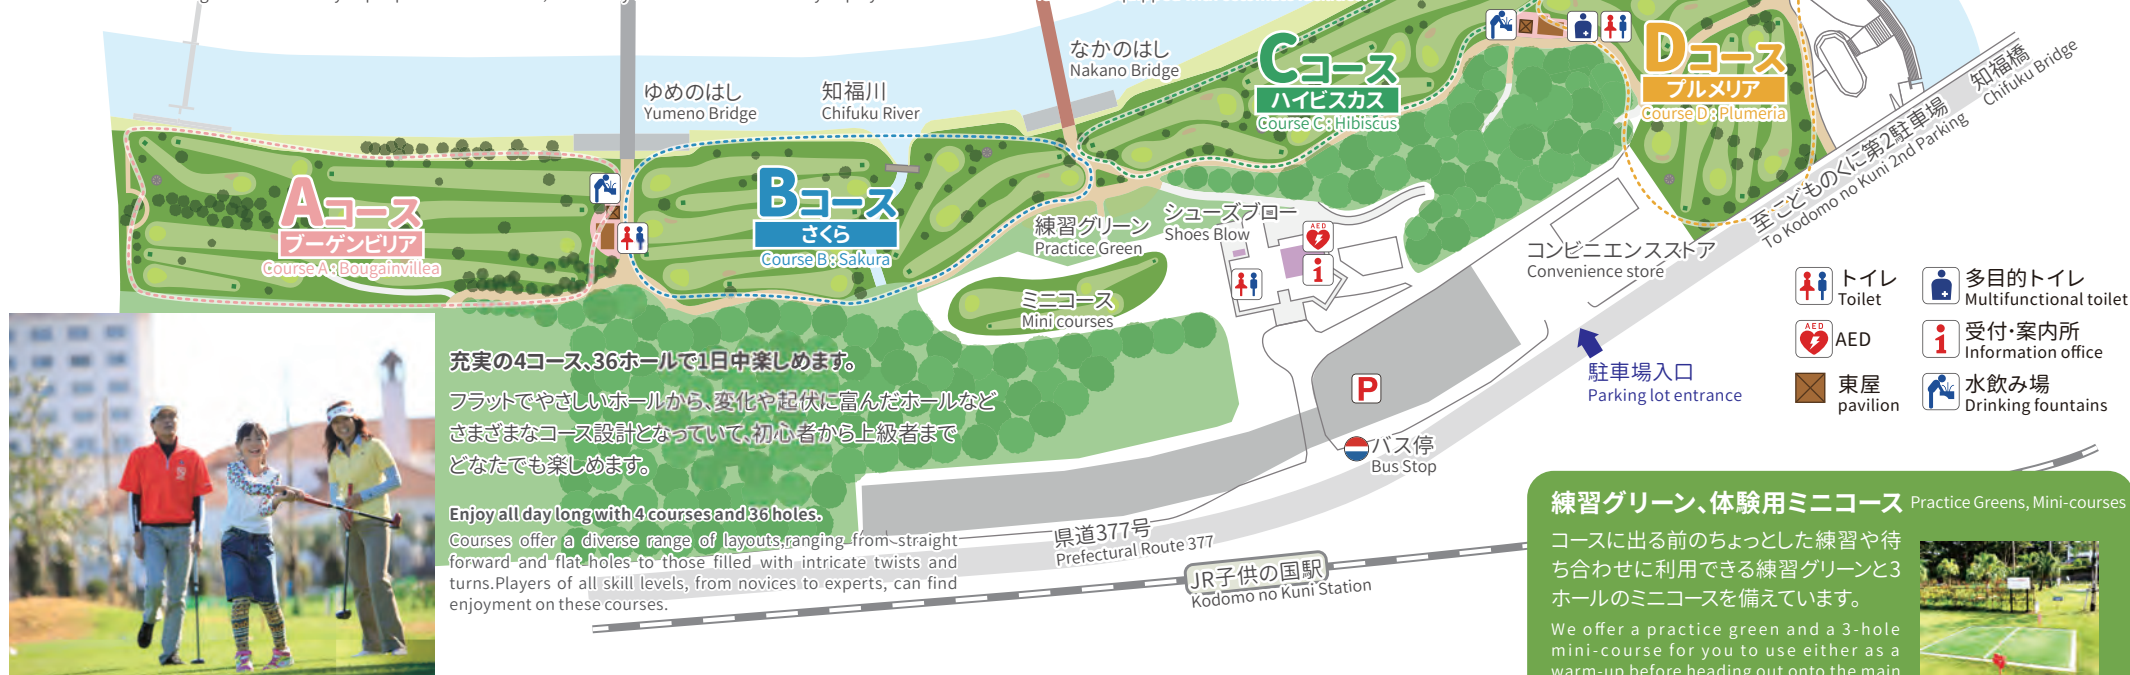 なかのはし
Nakano Bridge
ゆめのはし
Yumeno Bridge
知福川
Chifuku River
Cコース
ハイビスカス
Course C : Hibiscus
Dコース
プルメリア
Course D : Plumeria
知福橋
Chifuku Bridge
至こどものくに第2駐車場
To Kodomo no Kuni 2nd Parking
Aコース
ブーゲンビリア
Course A : Bougainvillea
Bコース
さくら
Course B : Sakura
練習グリーン
Practice Green
シューズブロー
Shoes Blow
AED
i
ミニコース
Mini courses
コンビニエンスストア
Convenience store
駐車場入口
Parking lot entrance
P
バス停
Bus Stop
県道377号
Prefectural Route 377
JR子供の国駅
Kodomo no Kuni Station
トイレ
Toilet
多目的トイレ
Multifunctional toilet
AED
AED
i
受付・案内所
Information office
東屋
pavilion
水飲み場
Drinking fountains
充実の4コース、36ホールで1日中楽しめます。
フラットでやさしいホールから、変化や起伏に富んだホールなど
さまざまなコース設計となっていて、初心者から上級者まで
どなたでも楽しめます。
Enjoy all day long with 4 courses and 36 holes.
Courses offer a diverse range of layouts,ranging from straight
forward and flat holes to those filled with intricate twists and
turns.Players of all skill levels, from novices to experts, can find
enjoyment on these courses.
練習グリーン、体験用ミニコース Practice Greens, Mini-courses
コースに出る前のちょっとした練習や待
ち合わせに利用できる練習グリーンと3
ホールのミニコースを備えています。
We offer a practice green and a 3-hole
mini-course for you to use either as a
warm-up before heading out onto the main